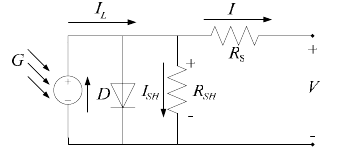 I_L
I
G
+
-
D
I_SH
+
-
R_SH
R_S
+
V
-